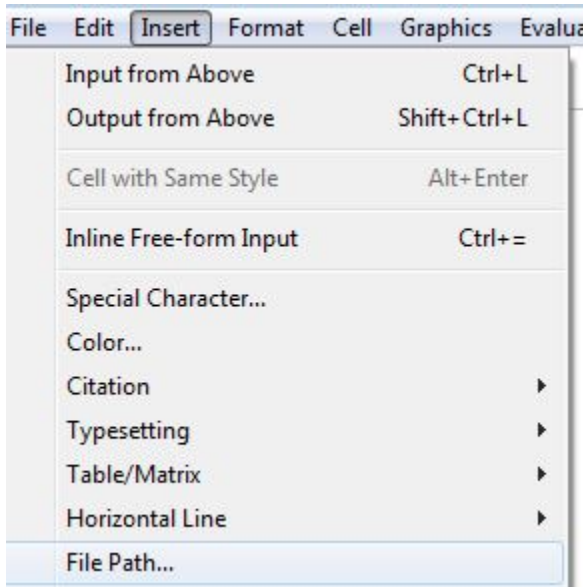 File Edit Insert Format Cell Graphics Evalua
Input from Above Ctrl+L
Output from Above Shift+Ctrl+L
Cell with Same Style Alt+Enter
Inline Free-form Input Ctrl+=
Special Character...
Color...
Citation
Typesetting
Table/Matrix
Horizontal Line
File Path...